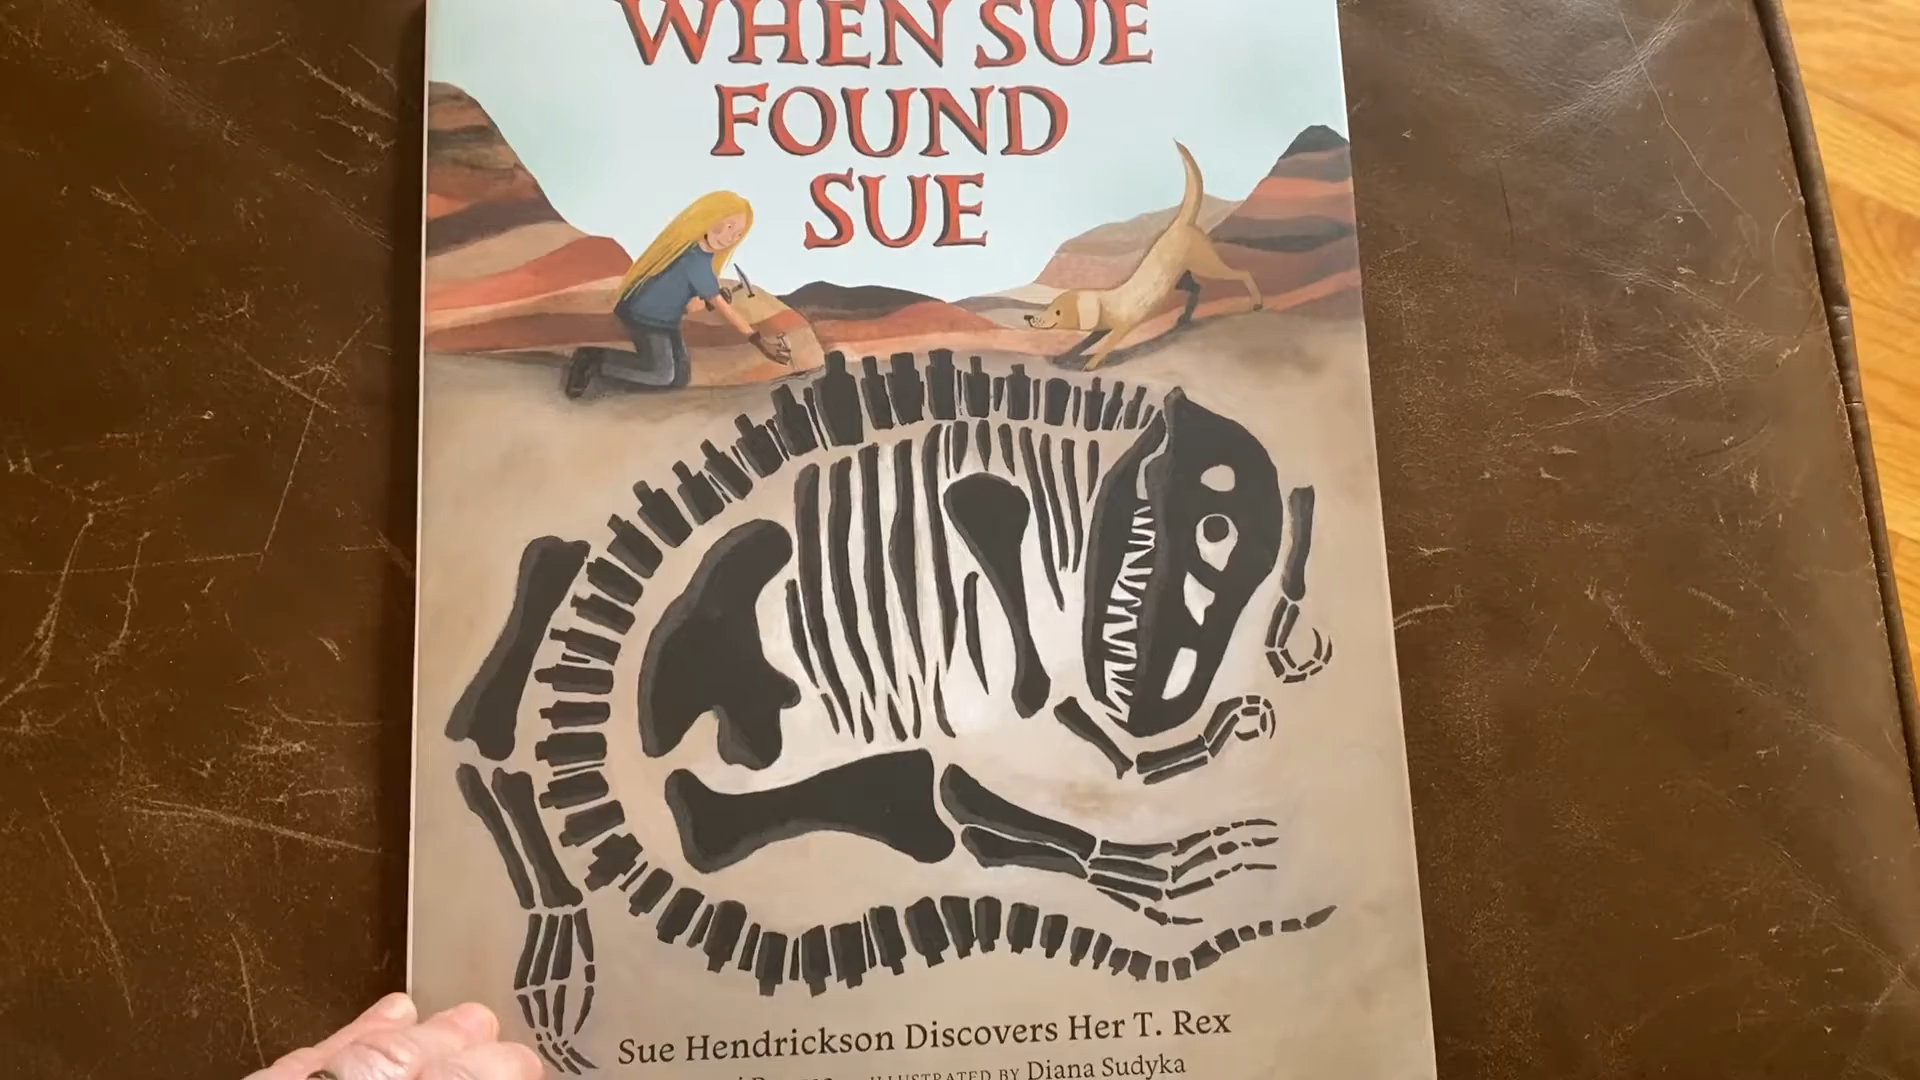 WHEN SUE
FOUND
SUE
Sue Hendrickson Discovers Her T. Rex
ILLUSTRATED BY Diana Sudyka